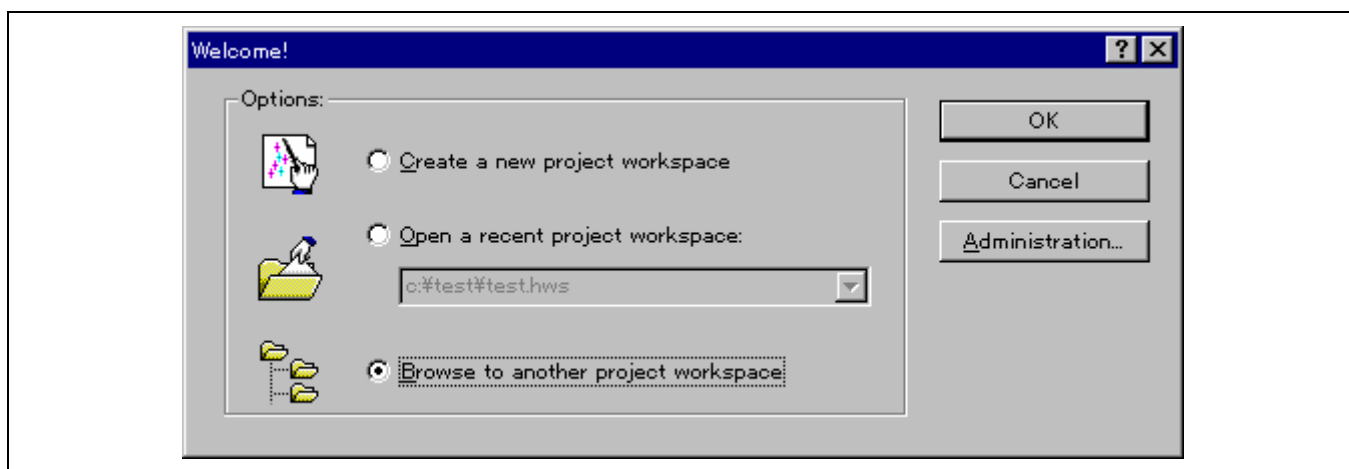 Welcome!
Options:
Create a new project workspace
Open a recent project workspace:
c:¥test¥test.hws
Browse to another project workspace
OK
Cancel
Administration...